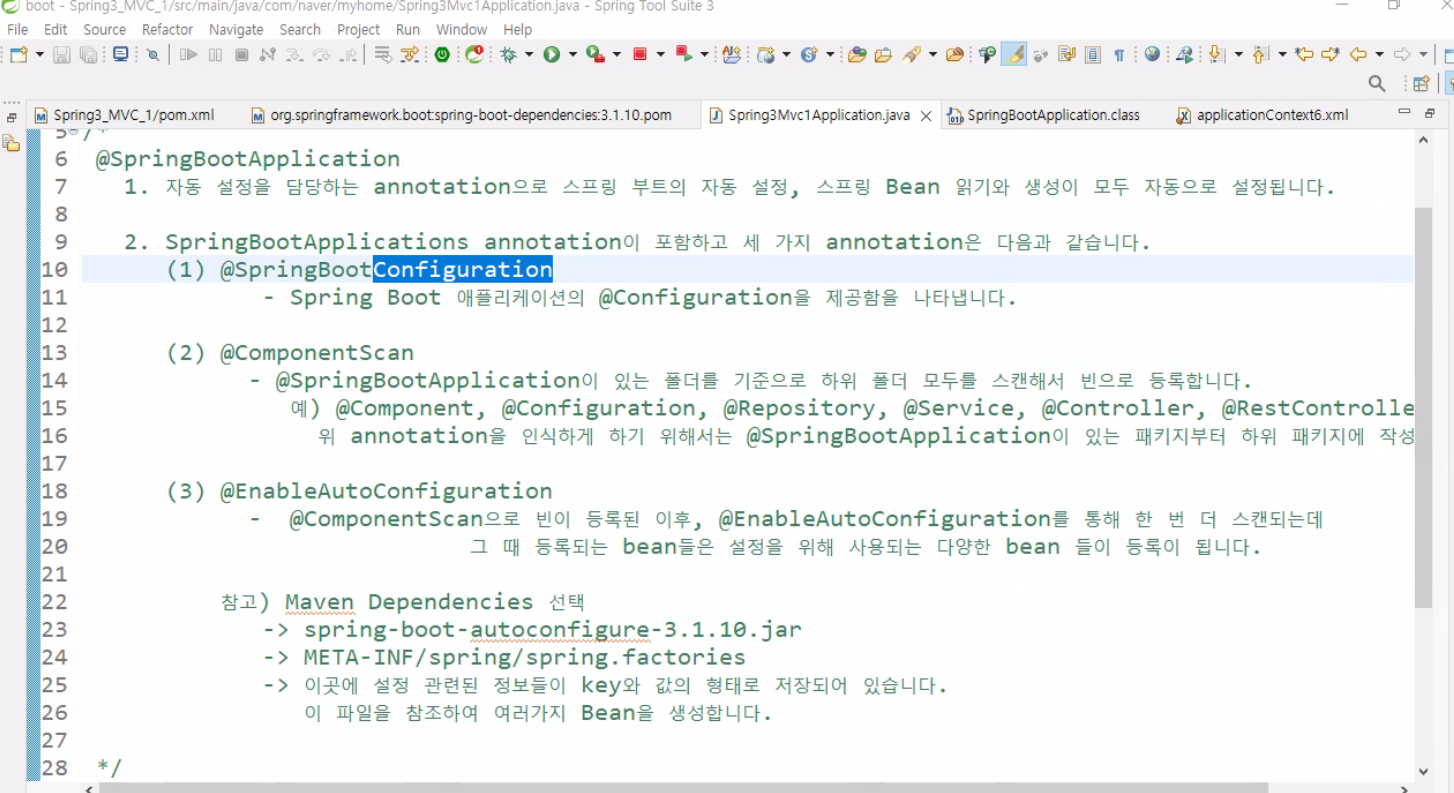 boot - Spring3_MVC_1/src/main/java/com/naver/myhome/Spring3Mvc1Application.java - Spring Tool Suite 3
File Edit Source Refactor Navigate Search Project Run Window Help
Spring3_MVC_1/pom.xml org.springframework.boot:spring-boot-dependencies:3.1.10.pom Spring3Mvc1Application.java SpringBootApplication.class applicationContext6.xml
5 /*
6 @SpringBootApplication
7 1. 자동 설정을 담당하는 annotation으로 스프링 부트의 자동 설정, 스프링 Bean 읽기와 생성이 모두 자동으로 설정됩니다.
8
9 2. SpringBootApplications annotation이 포함하고 세 가지 annotation은 다음과 같습니다.
10 (1) @SpringBootConfiguration
11 - Spring Boot 애플리케이션의 @Configuration을 제공함을 나타냅니다.
12
13 (2) @ComponentScan
14 - @SpringBootApplication이 있는 폴더를 기준으로 하위 폴더 모두를 스캔해서 빈으로 등록합니다.
15 예) @Component, @Configuration, @Repository, @Service, @Controller, @RestControlle
16 위 annotation을 인식하게 하기 위해서는 @SpringBootApplication이 있는 패키지부터 하위 패키지에 작성
17
18 (3) @EnableAutoConfiguration
19 - @ComponentScan으로 빈이 등록된 이후, @EnableAutoConfiguration를 통해 한 번 더 스캔되는데
20 그 때 등록되는 bean들은 설정을 위해 사용되는 다양한 bean 들이 등록이 됩니다.
21
22 참고) Maven Dependencies 선택
23 -> spring-boot-autoconfigure-3.1.10.jar
24 -> META-INF/spring/spring.factories
25 -> 이곳에 설정 관련된 정보들이 key와 값의 형태로 저장되어 있습니다.
26 이 파일을 참조하여 여러가지 Bean을 생성합니다.
27
28 */